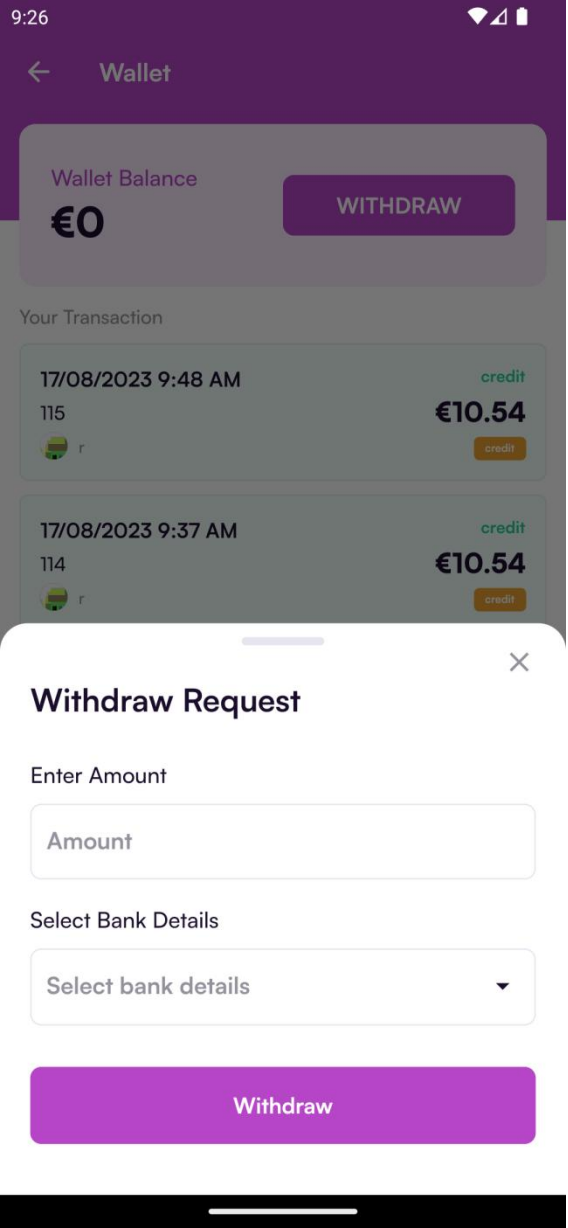 9:26
Wallet
Wallet Balance
€0
WITHDRAW
Your Transaction
17/08/2023 9:48 AM
credit
115
€10.54
r
credit
17/08/2023 9:37 AM
credit
114
€10.54
r
credit
Withdraw Request
Enter Amount
Amount
Select Bank Details
Select bank details
Withdraw